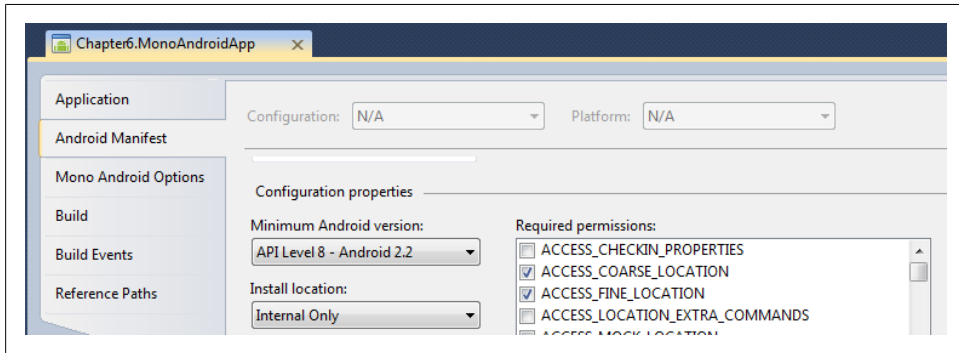 Chapter6.MonoAndroidApp
Application
Android Manifest
Mono Android Options
Build
Build Events
Reference Paths
Configuration: N/A Platform: N/A
Configuration properties
Minimum Android version:
API Level 8 - Android 2.2
Install location:
Internal Only
Required permissions:
ACCESS_CHECKIN_PROPERTIES
ACCESS_COARSE_LOCATION
ACCESS_FINE_LOCATION
ACCESS_LOCATION_EXTRA_COMMANDS
ACCESS_MOCK_LOCATION